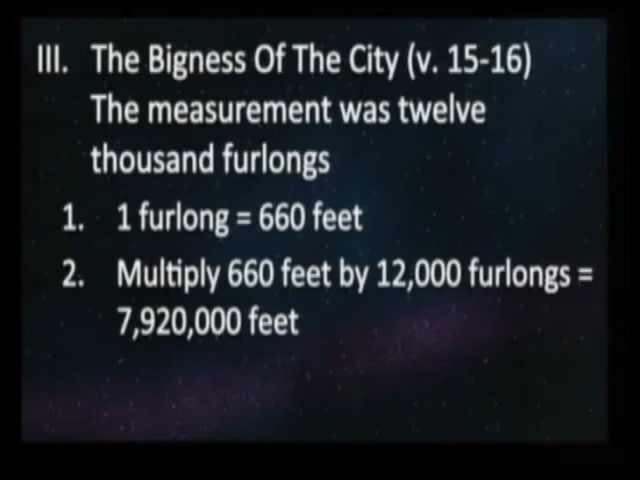 III. The Bigness Of The City (v. 15-16)
The measurement was twelve
thousand furlongs
1. 1 furlong = 660 feet
2. Multiply 660 feet by 12,000 furlongs =
7,920,000 feet